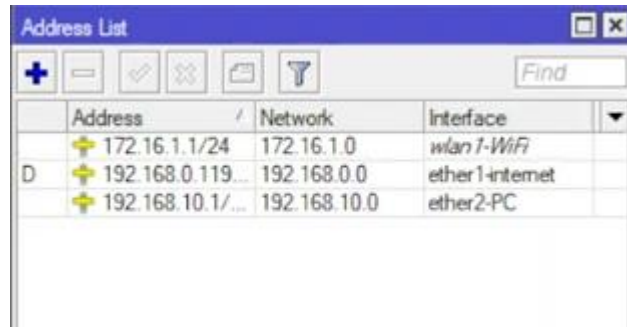 Address List
Find
Address Network Interface
172.16.1.1/24 172.16.1.0 wlan1-WiFi
D 192.168.0.119... 192.168.0.0 ether1-internet
192.168.10.1/... 192.168.10.0 ether2-PC